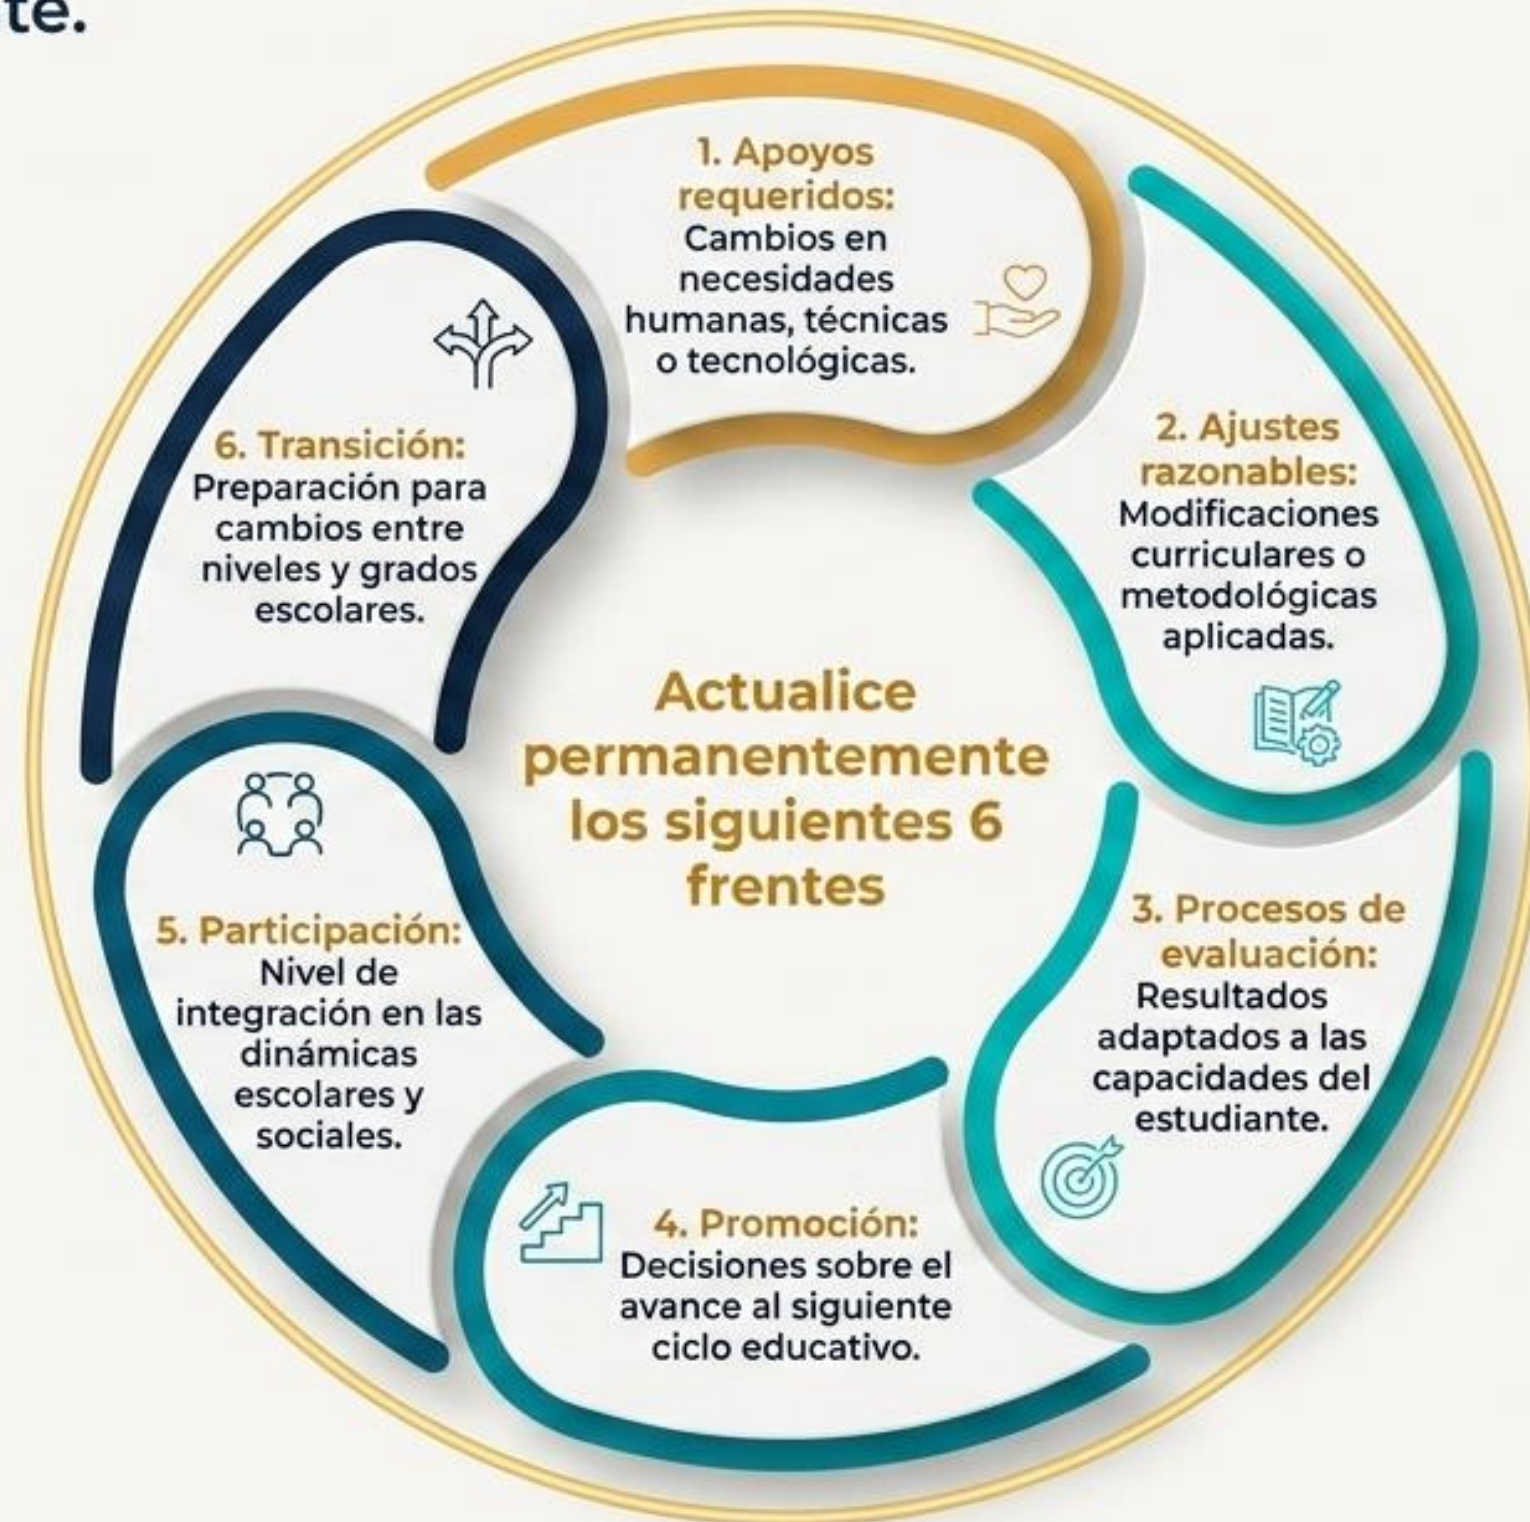 te.
1. Apoyos
requeridos:
Cambios en
necesidades
humanas, técnicas
o tecnológicas.
2. Ajustes
razonables:
Modificaciones
curriculares o
metodológicas
aplicadas.
3. Procesos de
evaluación:
Resultados
adaptados a las
capacidades del
estudiante.
4. Promoción:
Decisiones sobre el
avance al siguiente
ciclo educativo.
5. Participación:
Nivel de
integración en las
dinámicas
escolares y
sociales.
6. Transición:
Preparación para
cambios entre
niveles y grados
escolares.
Actualice
permanentemente
los siguientes 6
frentes